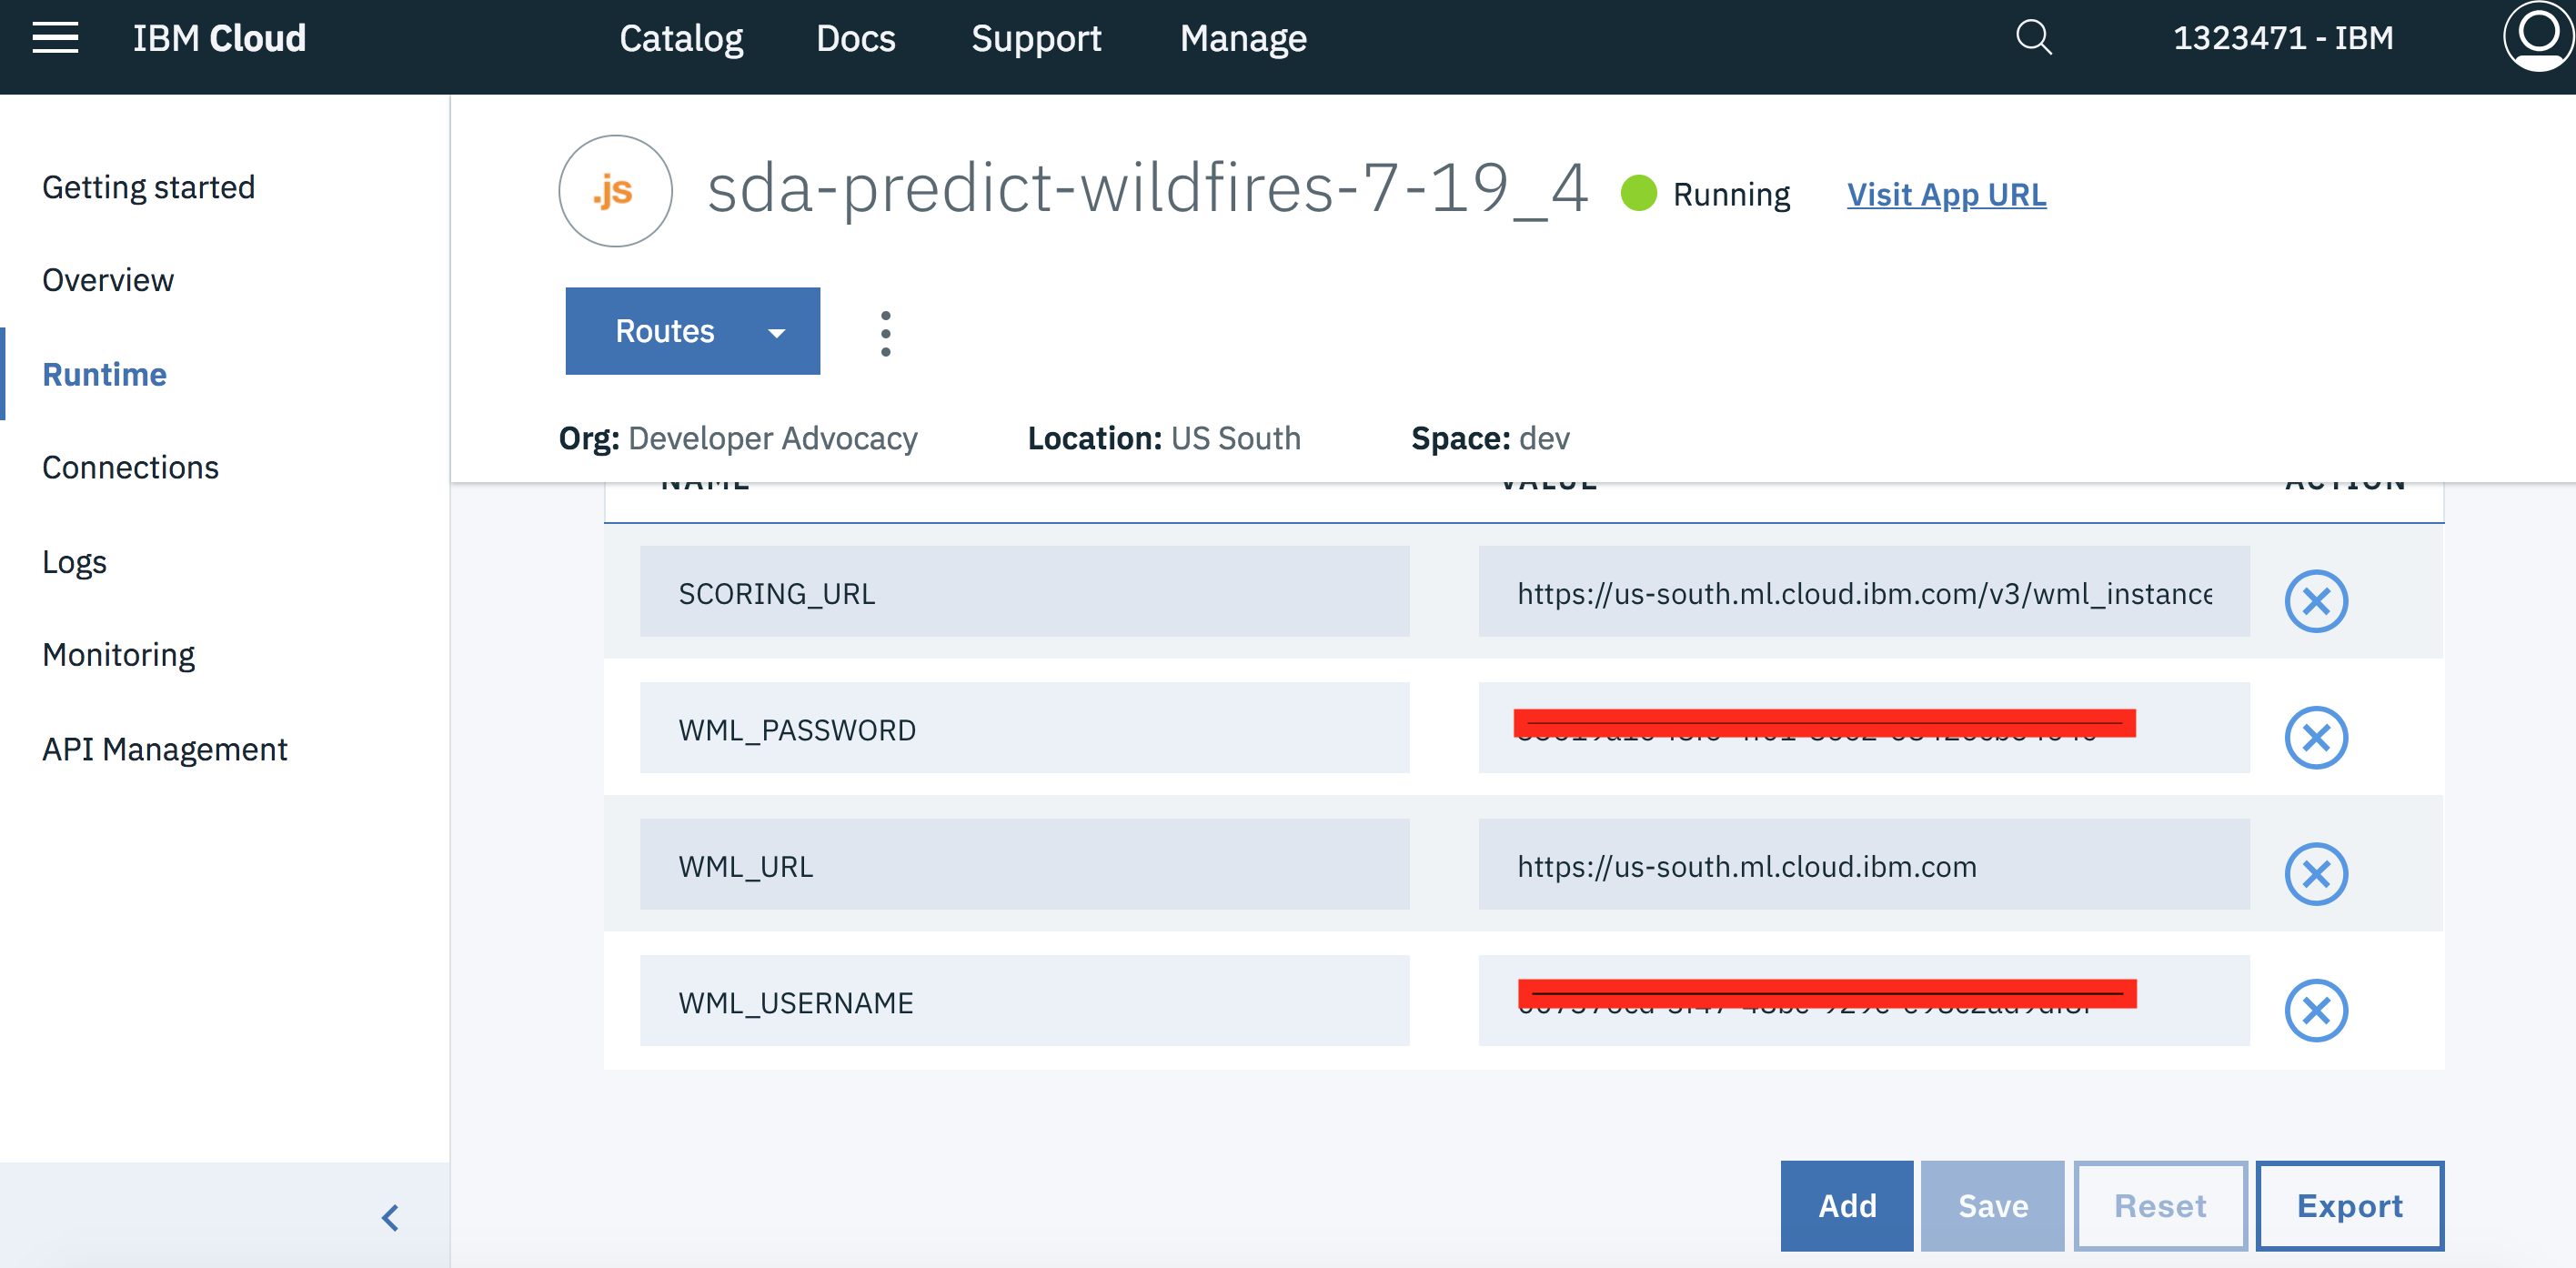 IBM Cloud Catalog Docs Support Manage 1323471 - IBM
Getting started
Overview
Runtime
Connections
Logs
Monitoring
API Management
.js sda-predict-wildfires-7-19_4 Running Visit App URL
Routes
Org: Developer Advocacy Location: US South Space: dev
NAME VALUE ACTION
SCORING_URL https://us-south.ml.cloud.ibm.com/v3/wml_instance
WML_PASSWORD
WML_URL https://us-south.ml.cloud.ibm.com
WML_USERNAME
Add Save Reset Export